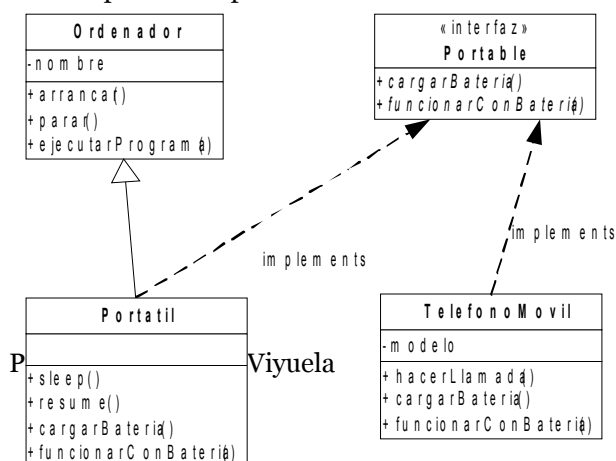 Ordenador
-nombre
+arrancar()
+parar()
+ejecutarPrograma()
«interfaz»
Portable
+cargarBateria()
+funcionarConBateria()
implements
implements
Portatil
+sleep()
+resume()
+cargarBateria()
+funcionarConBateria()
P
Viyuela
TelefonoMovil
-modelo
+hacerLlamada()
+cargarBateria()
+funcionarConBateria()